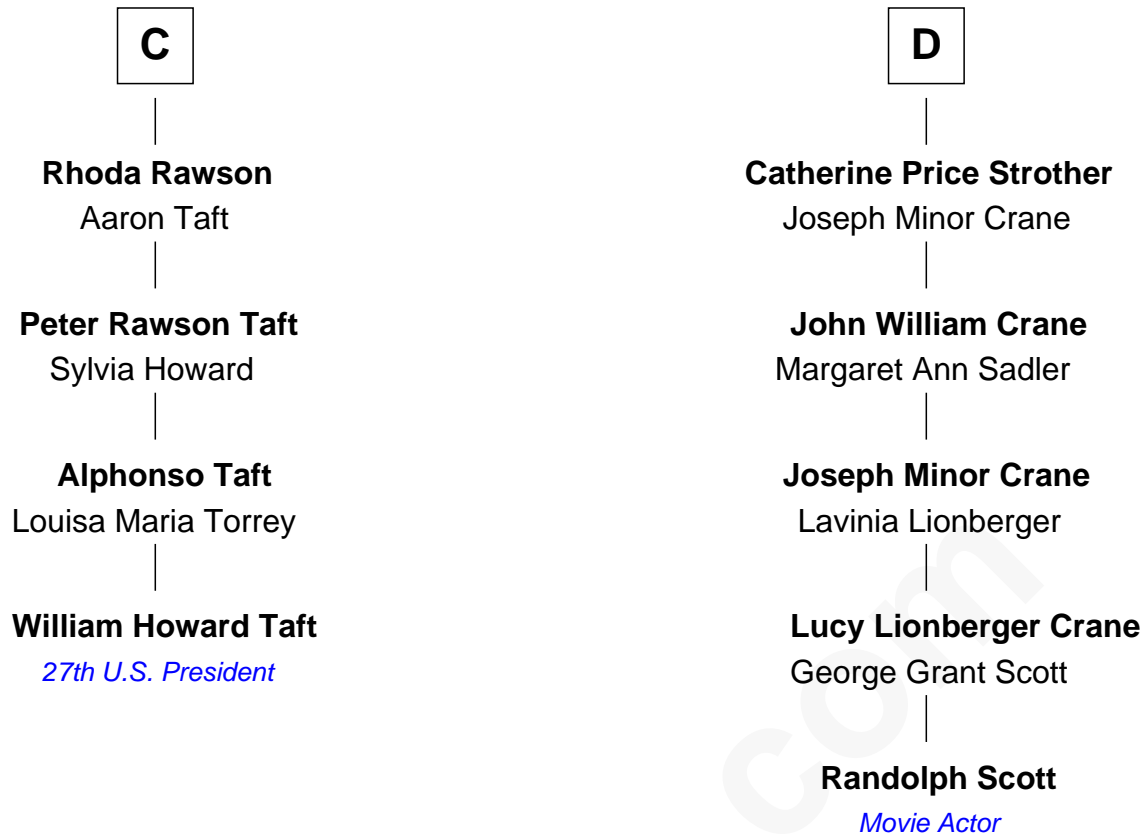 C
Rhoda Rawson
Aaron Taft
Peter Rawson Taft
Sylvia Howard
Alphonso Taft
Louisa Maria Torrey
William Howard Taft
27th U.S. President
D
Catherine Price Strother
Joseph Minor Crane
John William Crane
Margaret Ann Sadler
Joseph Minor Crane
Lavinia Lionberger
Lucy Lionberger Crane
George Grant Scott
Randolph Scott
Movie Actor
com